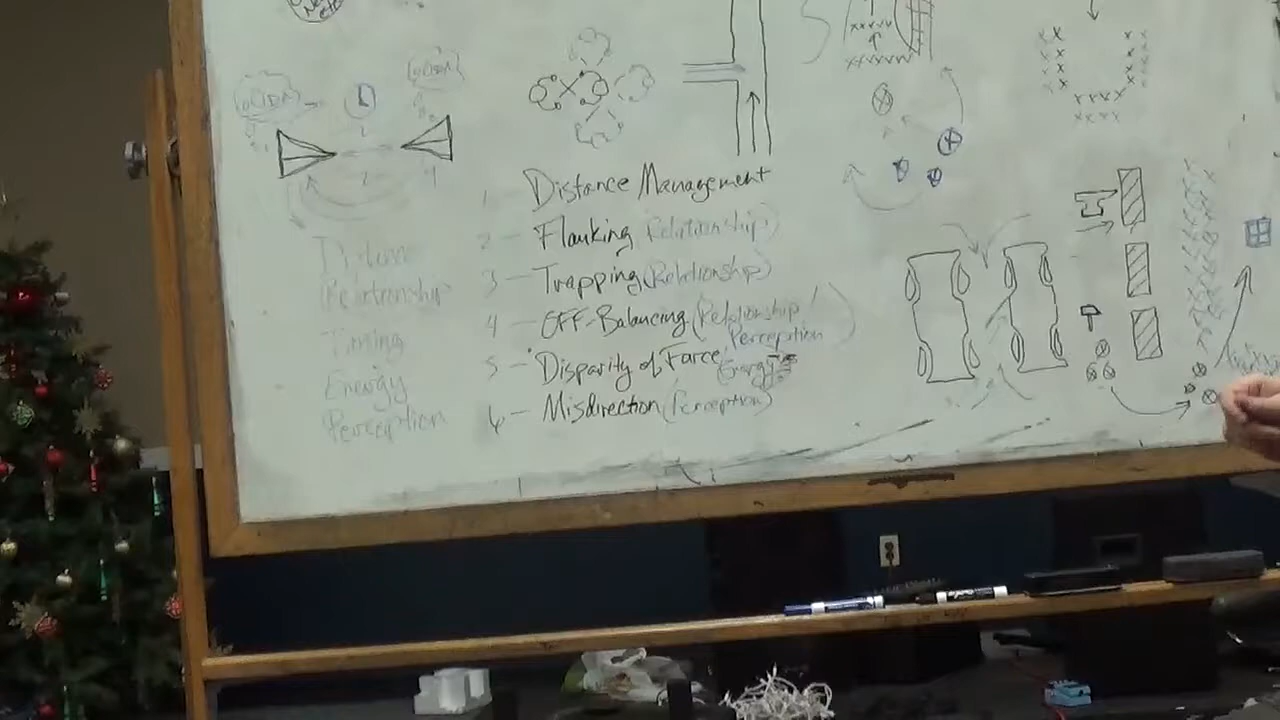 OODA
1 Distance Management
2 - Flanking (Relationship)
3 - Trapping (Relationship)
4 - OFF-Balancing (Relationship/
Perception
5 - Disparity of Force Energy
6 - Misdirection (Perception)
Distance
(Relationship
Timing
Energy
Perception